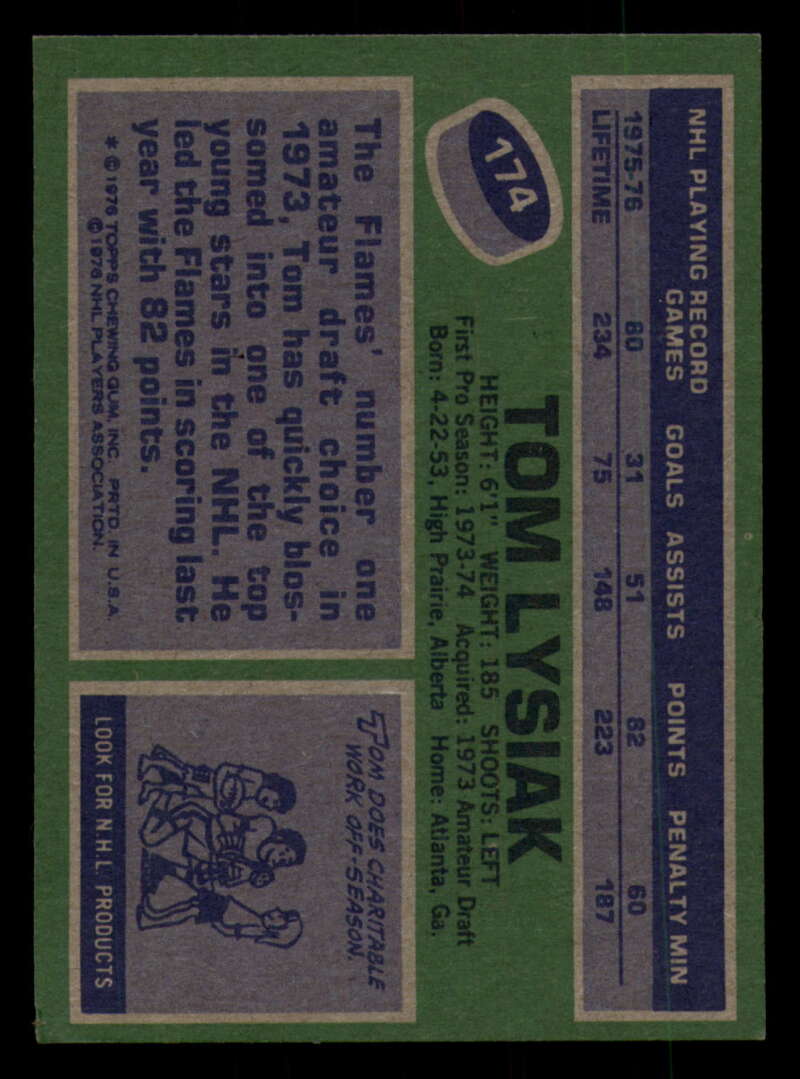 NHL PLAYING RECORD
GAMES GOALS ASSISTS POINTS PENALTY MIN
1975-76 80 31 51 82 60
LIFETIME 234 75 148 223 187
174
TOM LYSIAK
HEIGHT: 6'1" WEIGHT: 185 SHOOTS: LEFT
First Pro Season: 1973-74 Acquired: 1973 Amateur Draft
Born: 4-22-53, High Prairie, Alberta Home: Atlanta, Ga.
The Flames' number one
amateur draft choice in
1973, Tom has quickly blos-
somed into one of the top
young stars in the NHL. He
led the Flames in scoring last
year with 82 points.
* © 1976 TOPPS CHEWING GUM, INC. PRTD. IN U.S.A.
© 1976 NHL PLAYERS ASSOCIATION.
TOM DOES CHARITABLE
WORK OFF-SEASON.
LOOK FOR N.H.L. PRODUCTS